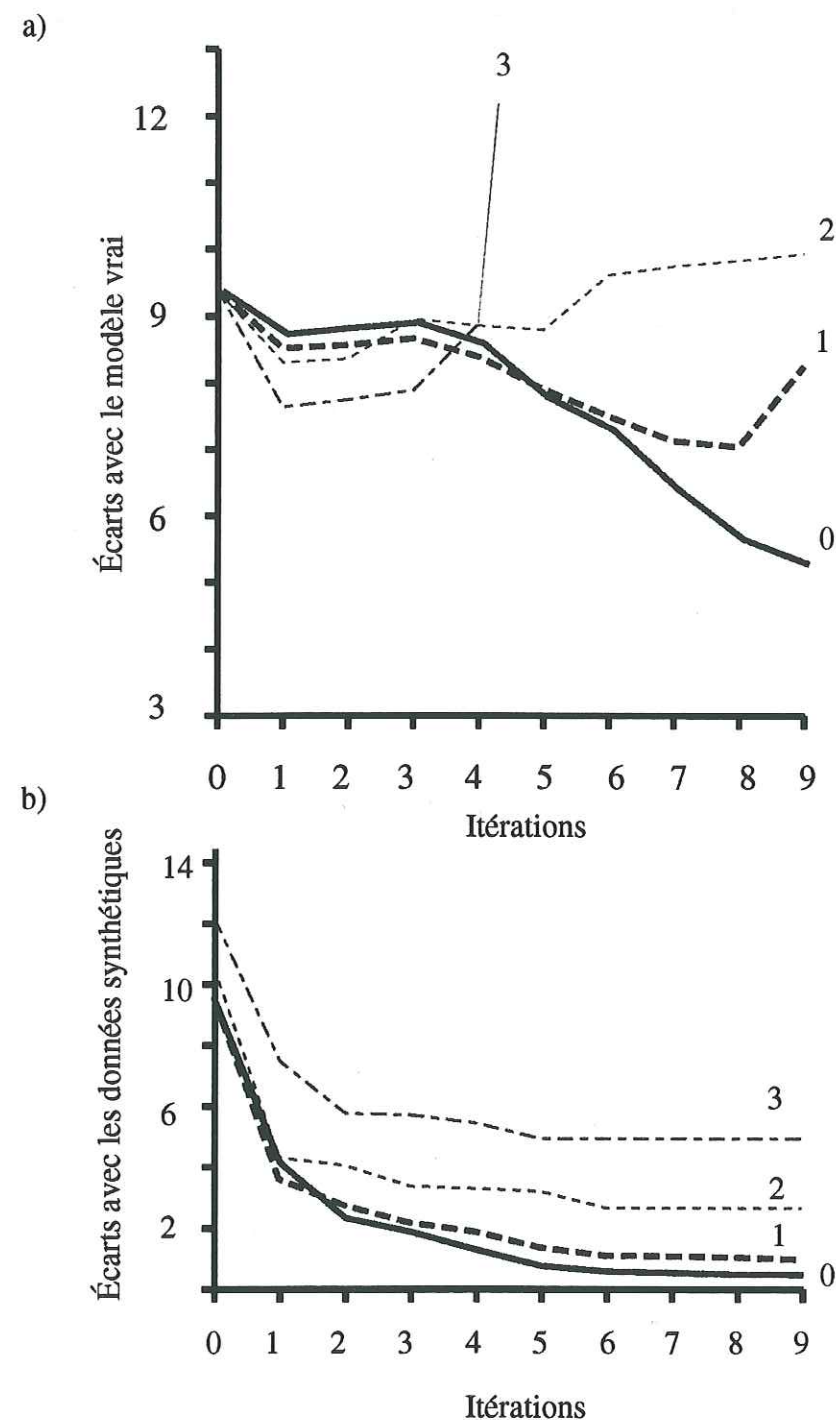 a)
3
12
9
6
3
2
1
0
Écarts avec le modèle vrai
0 1 2 3 4 5 6 7 8 9
Itérations
b)
14
10
6
2
Écarts avec les données synthétiques
3
2
1
0
0 1 2 3 4 5 6 7 8 9
Itérations